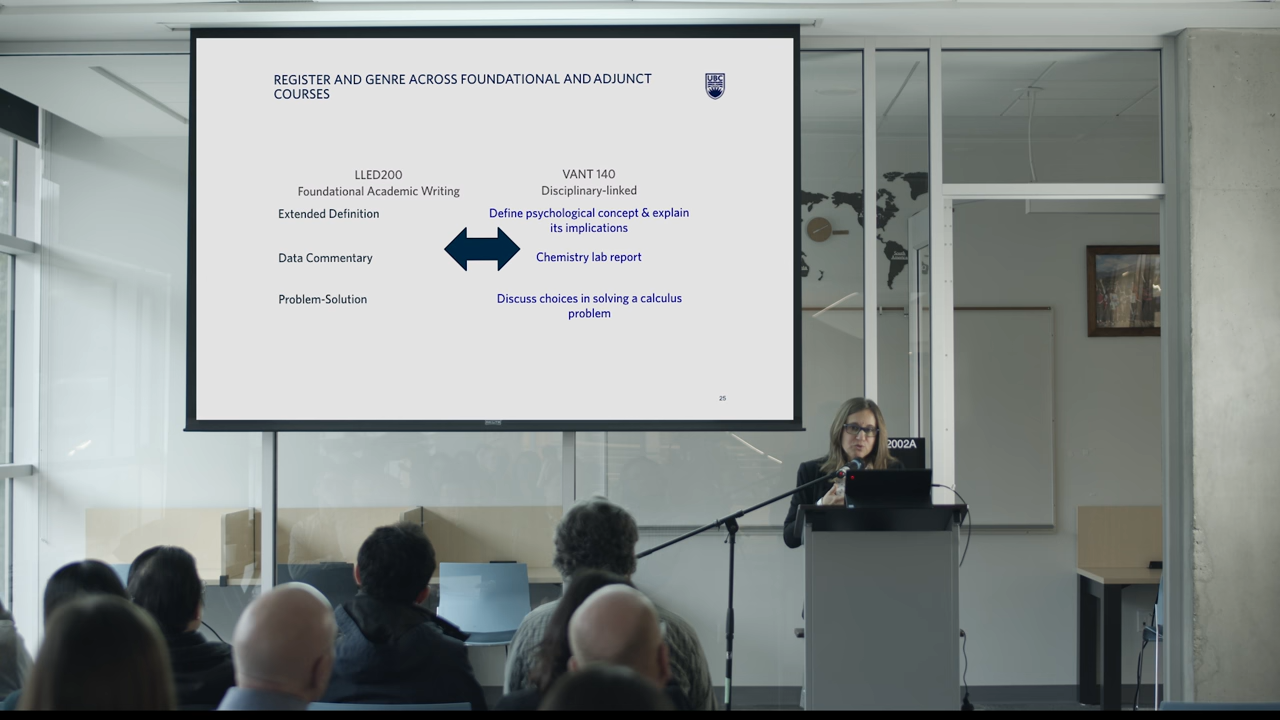 REGISTER AND GENRE ACROSS FOUNDATIONAL AND ADJUNCT
COURSES
UBC
LLED200
Foundational Academic Writing
VANT 140
Disciplinary-linked
Extended Definition
Define psychological concept & explain
its implications
Data Commentary
Chemistry lab report
Problem-Solution
Discuss choices in solving a calculus
problem
25
2002A